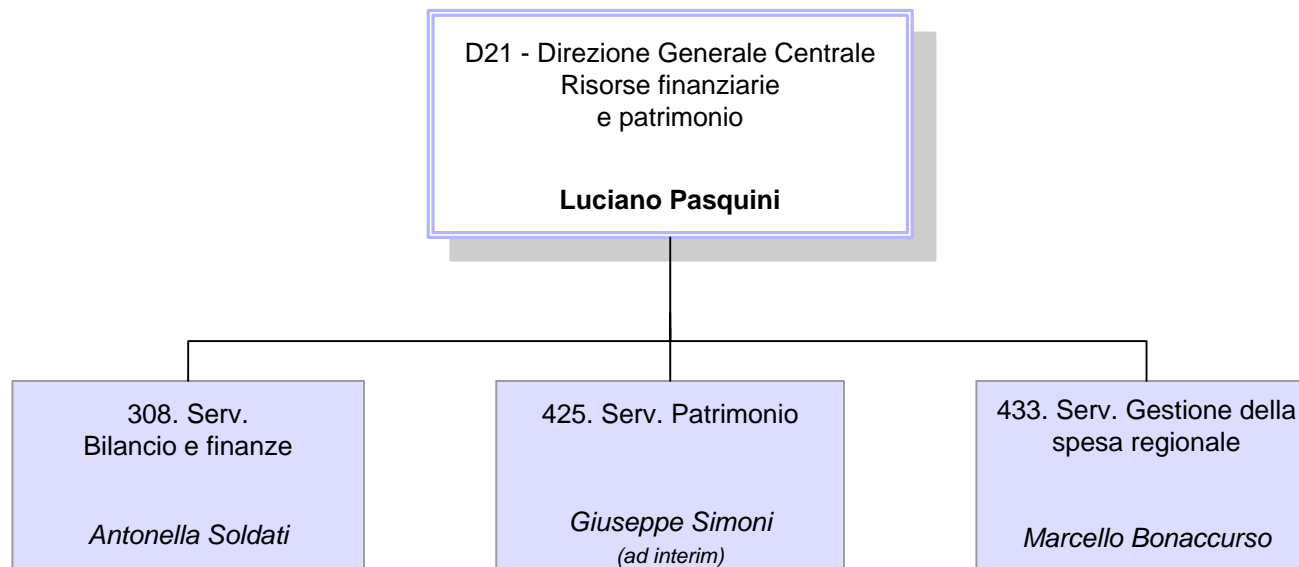 D21 - Direzione Generale Centrale
Risorse finanziarie
e patrimonio
Luciano Pasquini
308. Serv.
Bilancio e finanze
Antonella Soldati
425. Serv. Patrimonio
Giuseppe Simoni
(ad interim)
433. Serv. Gestione della
spesa regionale
Marcello Bonaccurso